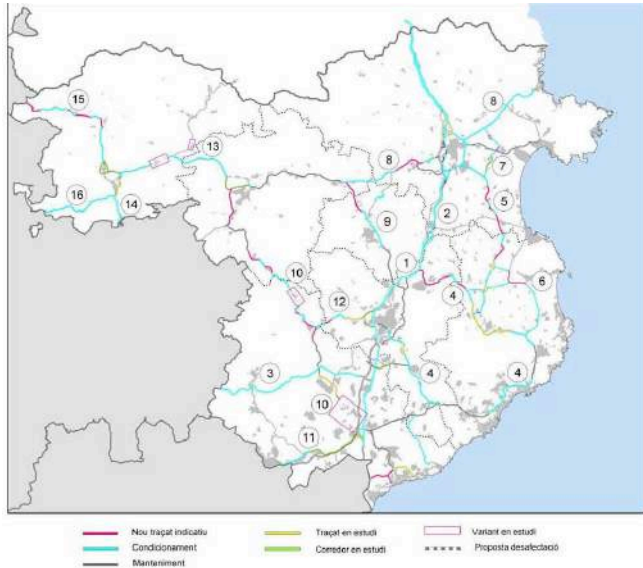 15
8
13
8
7
16
14
2
5
9
10
1
6
12
4
3
4
4
10
11
Nou traçat indicatiu
Traçat en estudi
Variant en estudi
Condicionament
Corredor en estudi
Proposta desafectació
Manteniment